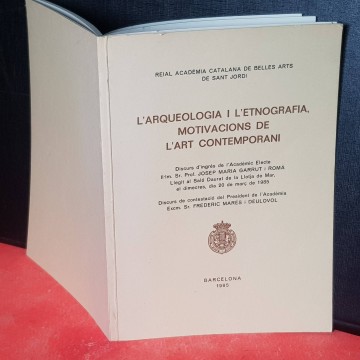 REIAL ACADEMIA CATALANA DE BELLES ARTS
DE SANT JORDI
L'ARQUEOLOGIA I L'ETNOGRAFIA,
MOTIVACIONS DE
L'ART CONTEMPORANI
Discurs d'ingrés de l'Acadèmic Electe
Il·lm. Sr. Prof. JOSEP MARIA GARRUT I ROMÀ
Llegit al Saló Daurat de la Llotja de Mar,
el dimecres, dia 20 de març de 1985
Discurs de contestació del President de l'Acadèmia
Excm. Sr. FREDERIC MARÈS I DEULOVOL
BARCELONA
1985